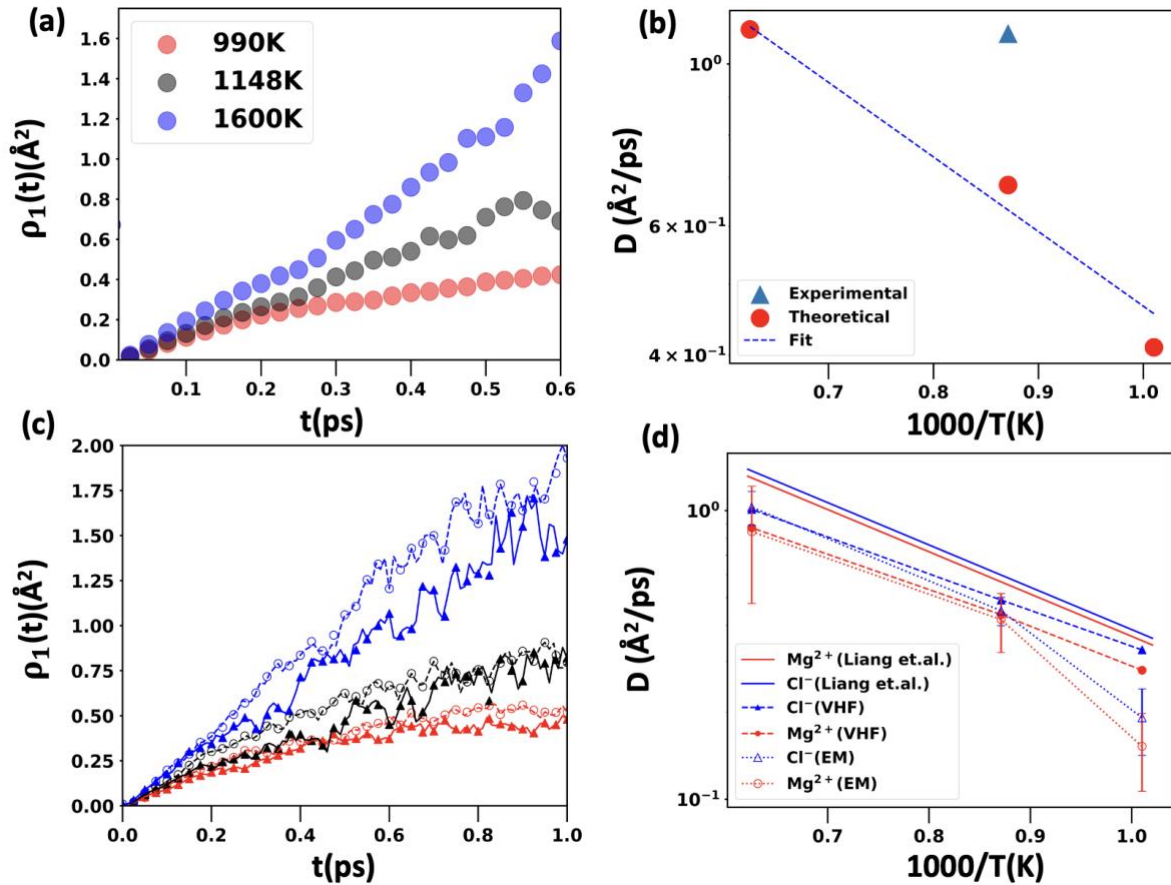 (a)
ρ₁(t)(Å²)
1.6
1.4
1.2
1.0
0.8
0.6
0.4
0.2
0.0
990K
1148K
1600K
0.1 0.2 0.3 0.4 0.5 0.6
t(ps)
(b)
D (Å²/ps)
10⁰
6 × 10⁻¹
4 × 10⁻¹
Experimental
Theoretical
Fit
0.7 0.8 0.9 1.0
1000/T(K)
(c)
ρ₁(t)(Å²)
2.00
1.75
1.50
1.25
1.00
0.75
0.50
0.25
0.00
0.0 0.2 0.4 0.6 0.8 1.0
t(ps)
(d)
D (Å²/ps)
10⁰
10⁻¹
Mg²⁺(Liang et.al.)
Cl⁻(Liang et.al.)
Cl⁻(VHF)
Mg²⁺(VHF)
Cl⁻(EM)
Mg²⁺(EM)
0.7 0.8 0.9 1.0
1000/T(K)